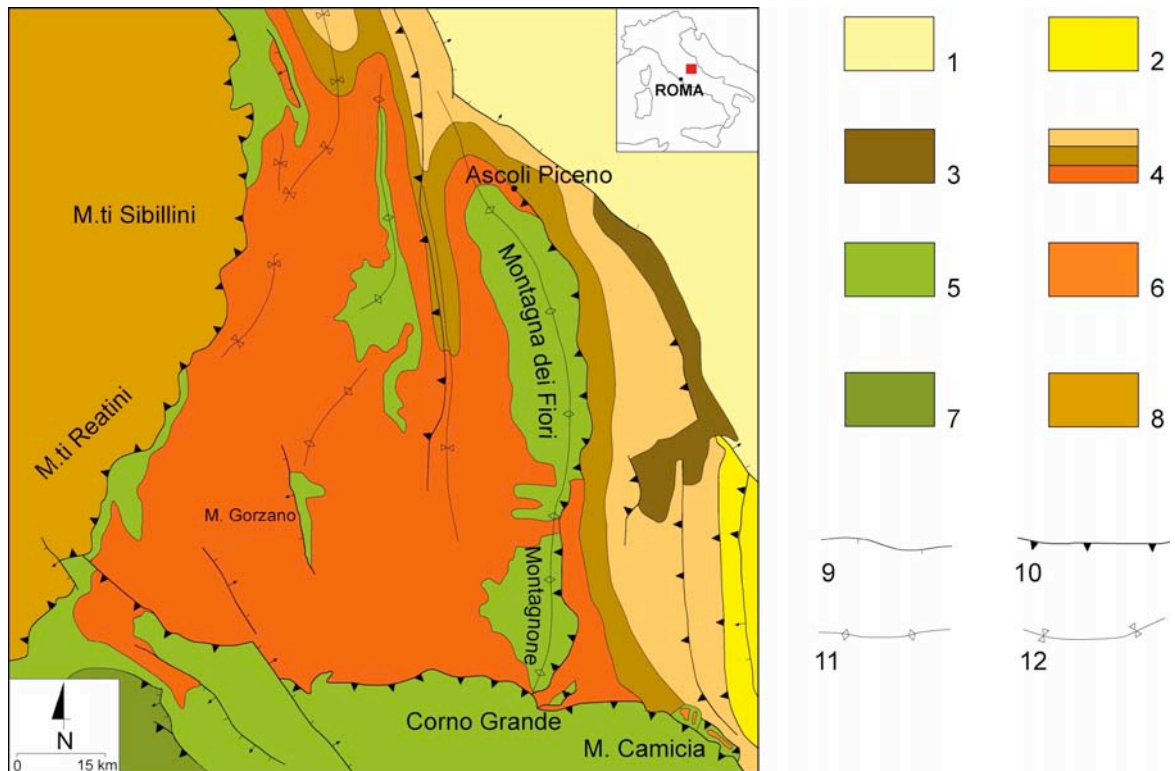 ROMA
Ascoli Piceno
M.ti Sibillini
Montagna dei Fiori
M.ti Reatini
M. Gorzano
Montagnone
Corno Grande
M. Camicia
N
0 15 km
1
2
3
4
5
6
7
8
9
10
11
12